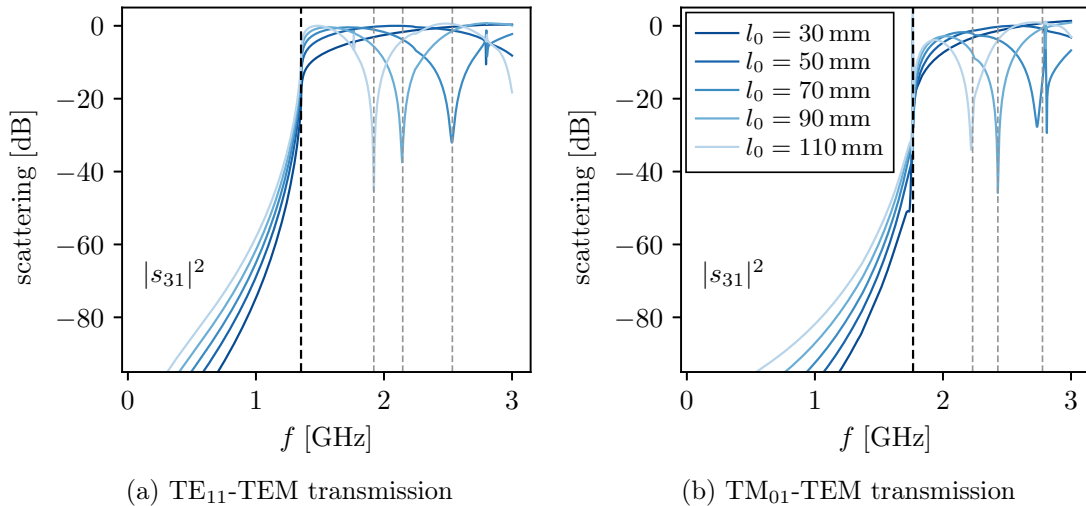 0
−20
−40
−60
−80
scattering [dB]
|s₃₁|²
0
1
2
3
f [GHz]
(a) TE₁₁-TEM transmission
0
−20
−40
−60
−80
scattering [dB]
l₀ = 30 mm
l₀ = 50 mm
l₀ = 70 mm
l₀ = 90 mm
l₀ = 110 mm
|s₃₁|²
0
1
2
3
f [GHz]
(b) TM₀₁-TEM transmission